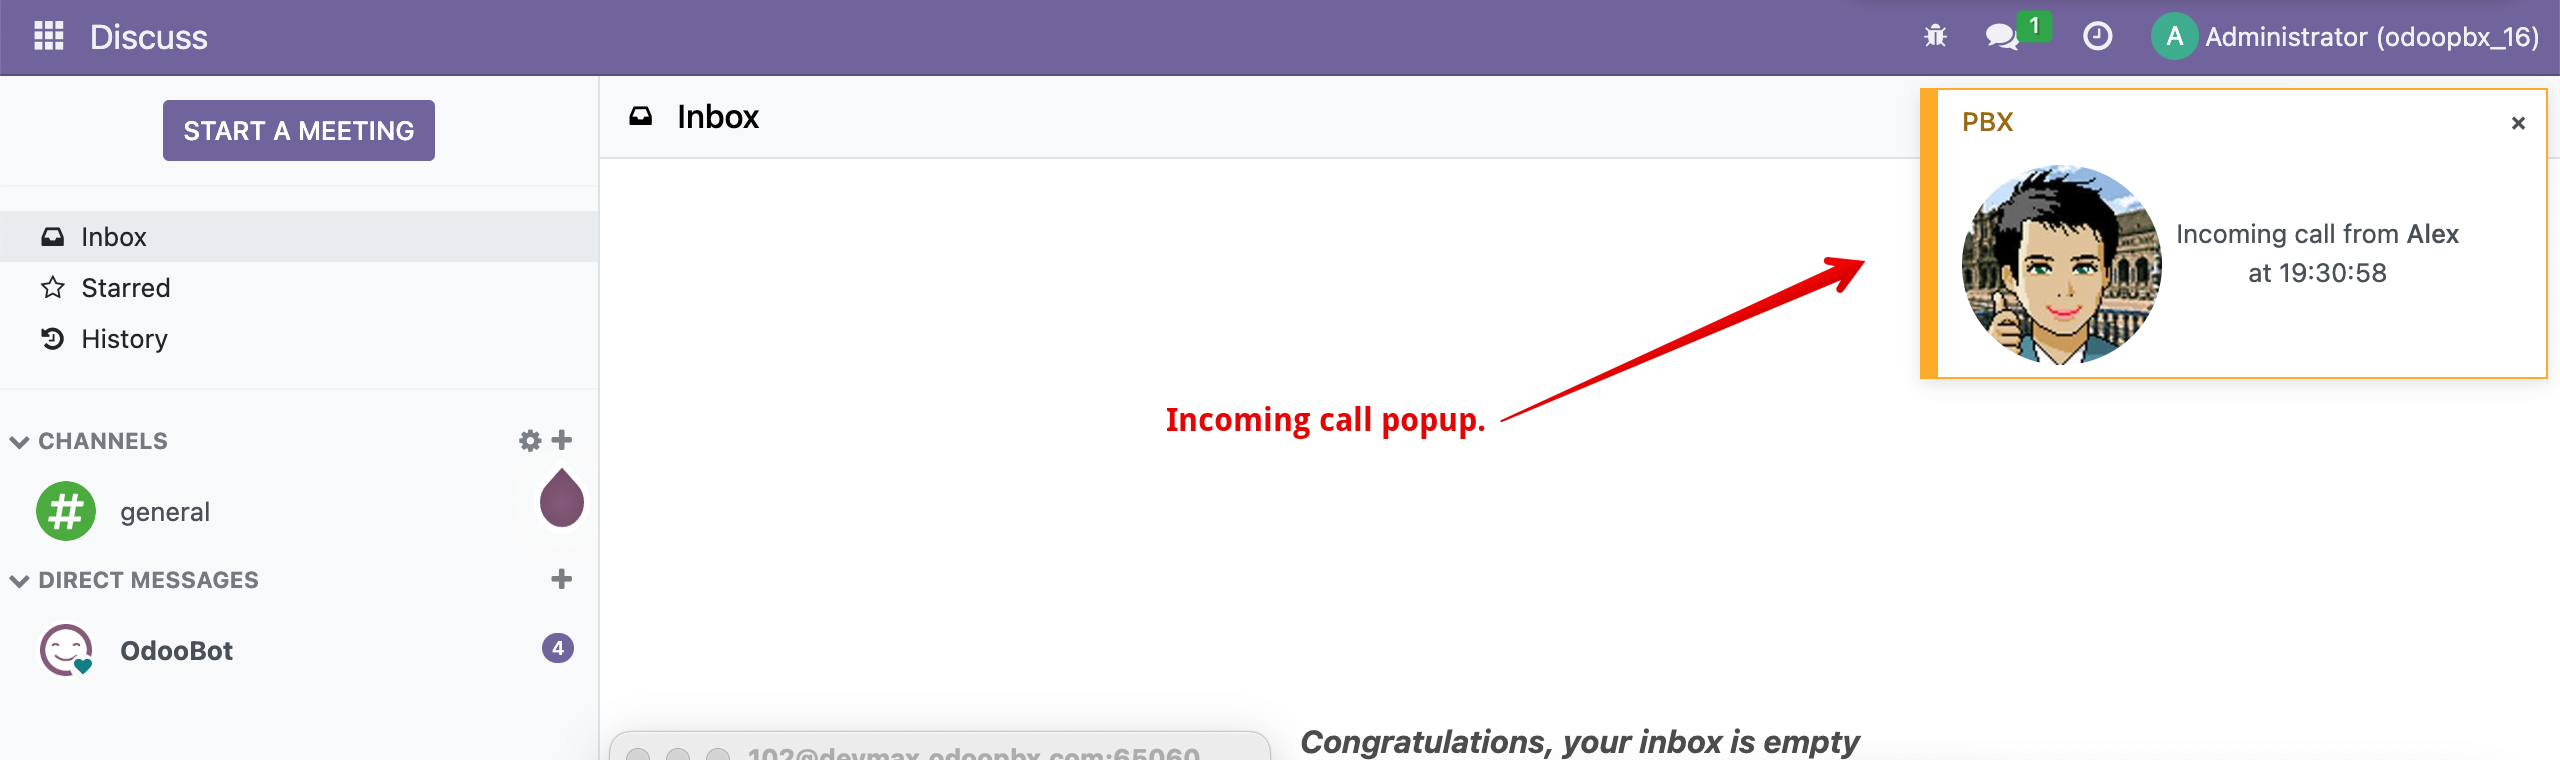 Discuss
1
A
Administrator (odoopbx_16)
START A MEETING
Inbox
Starred
History
CHANNELS
# general
DIRECT MESSAGES
OdooBot
4
Inbox
PBX
×
Incoming call from Alex
at 19:30:58
Incoming call popup.
Congratulations, your inbox is empty
102@devmax.odoopbx.com:65060